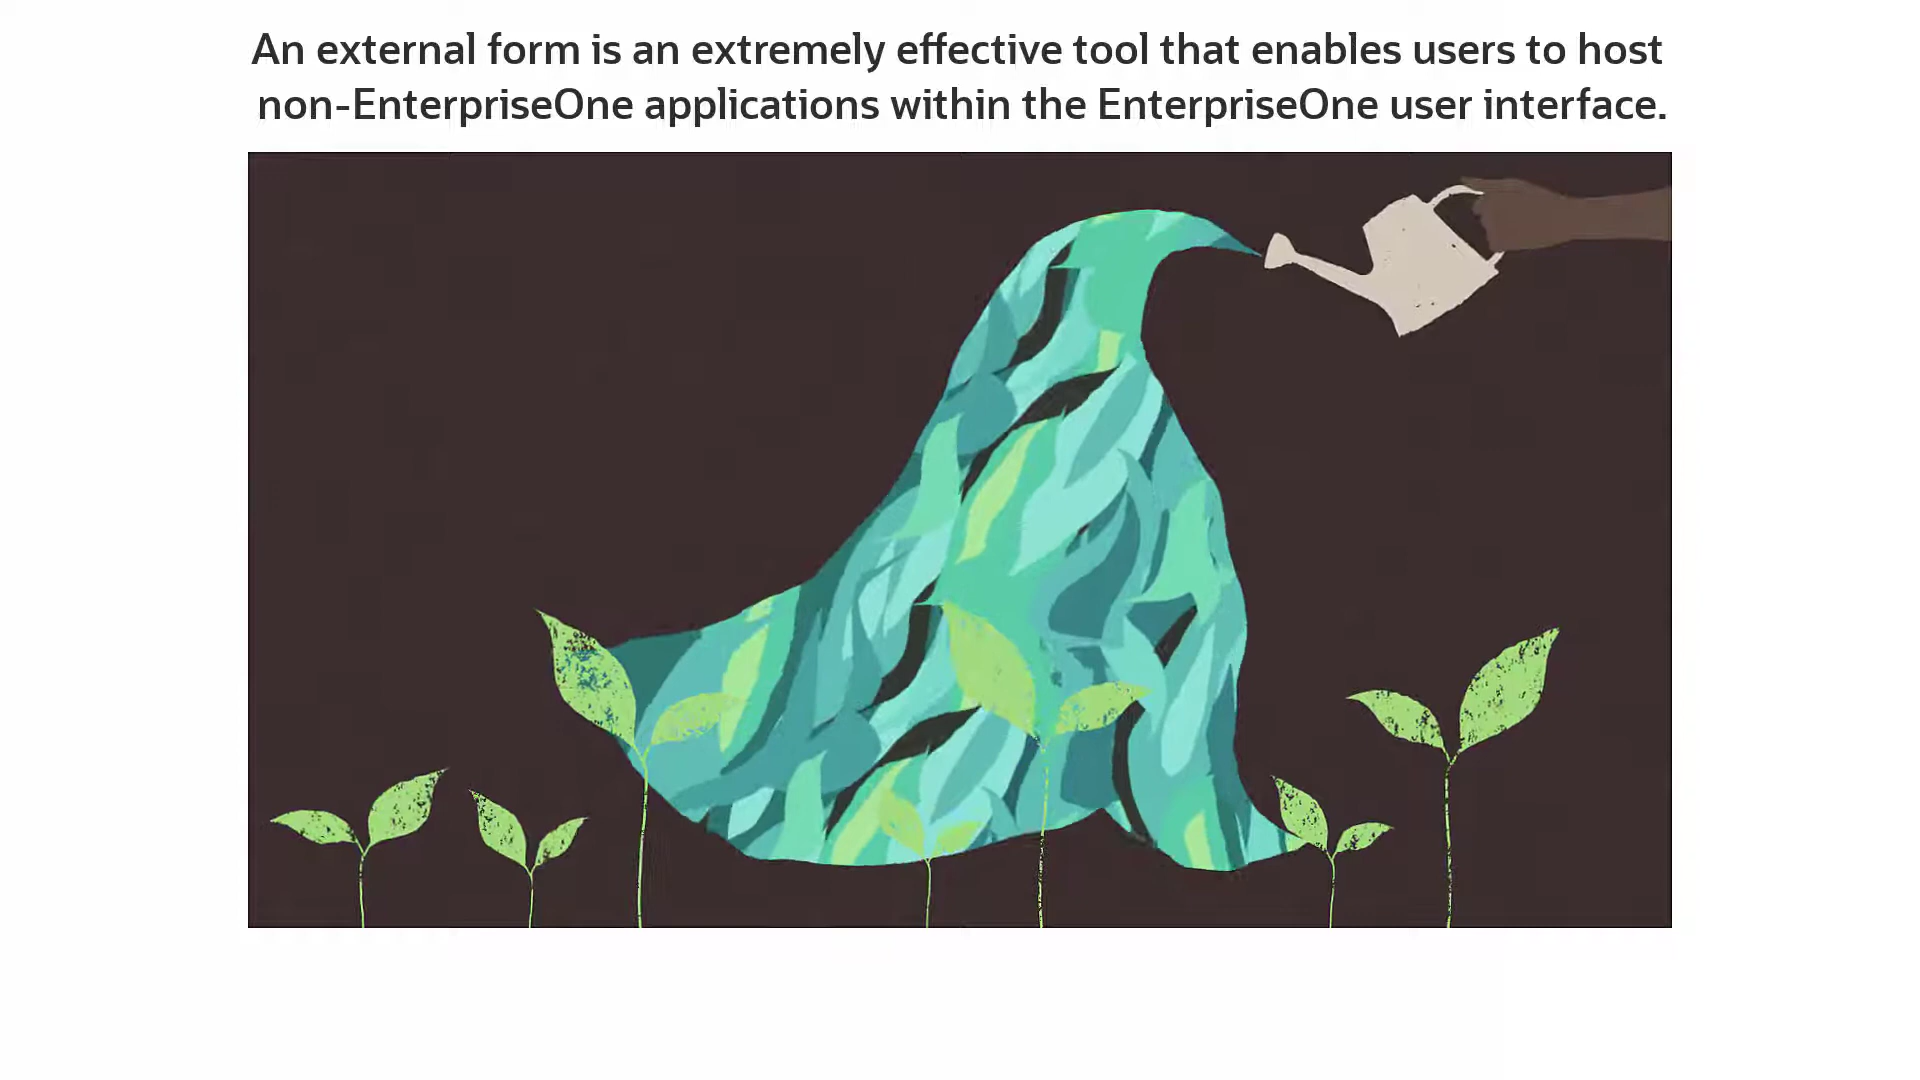 An external form is an extremely effective tool that enables users to host
non-EnterpriseOne applications within the EnterpriseOne user interface.